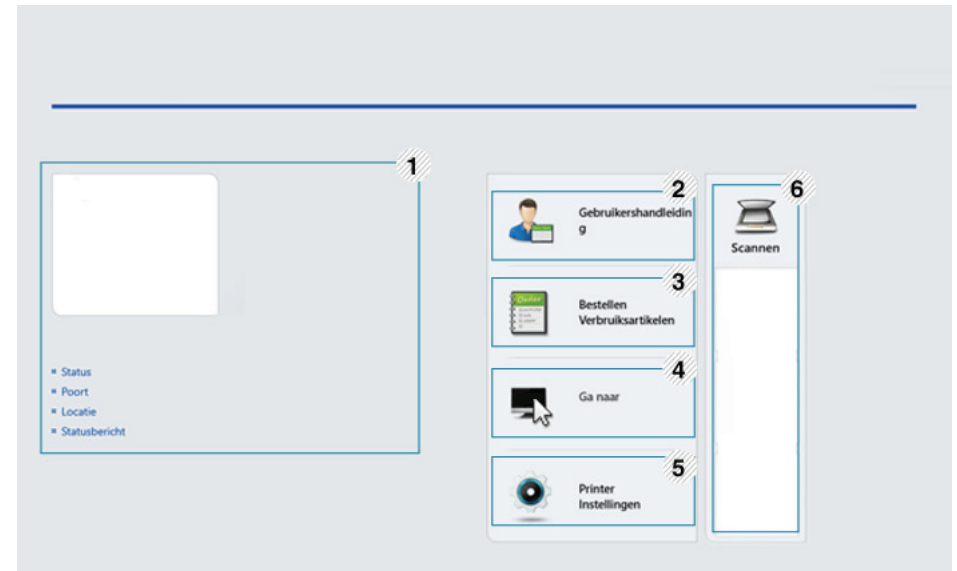 1
Status
Poort
Locatie
Statusbericht
2
Gebruikershandleidin
g
3
Bestellen
Verbruiksartikelen
4
Ga naar
5
Printer
Instellingen
6
Scannen